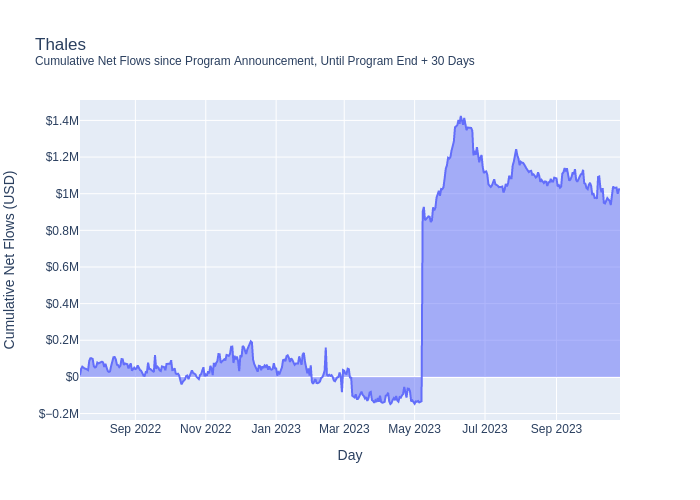 Thales
Cumulative Net Flows since Program Announcement, Until Program End + 30 Days
Cumulative Net Flows (USD)
$1.4M
$1.2M
$1M
$0.8M
$0.6M
$0.4M
$0.2M
$0
$−0.2M
Sep 2022
Nov 2022
Jan 2023
Mar 2023
May 2023
Jul 2023
Sep 2023
Day